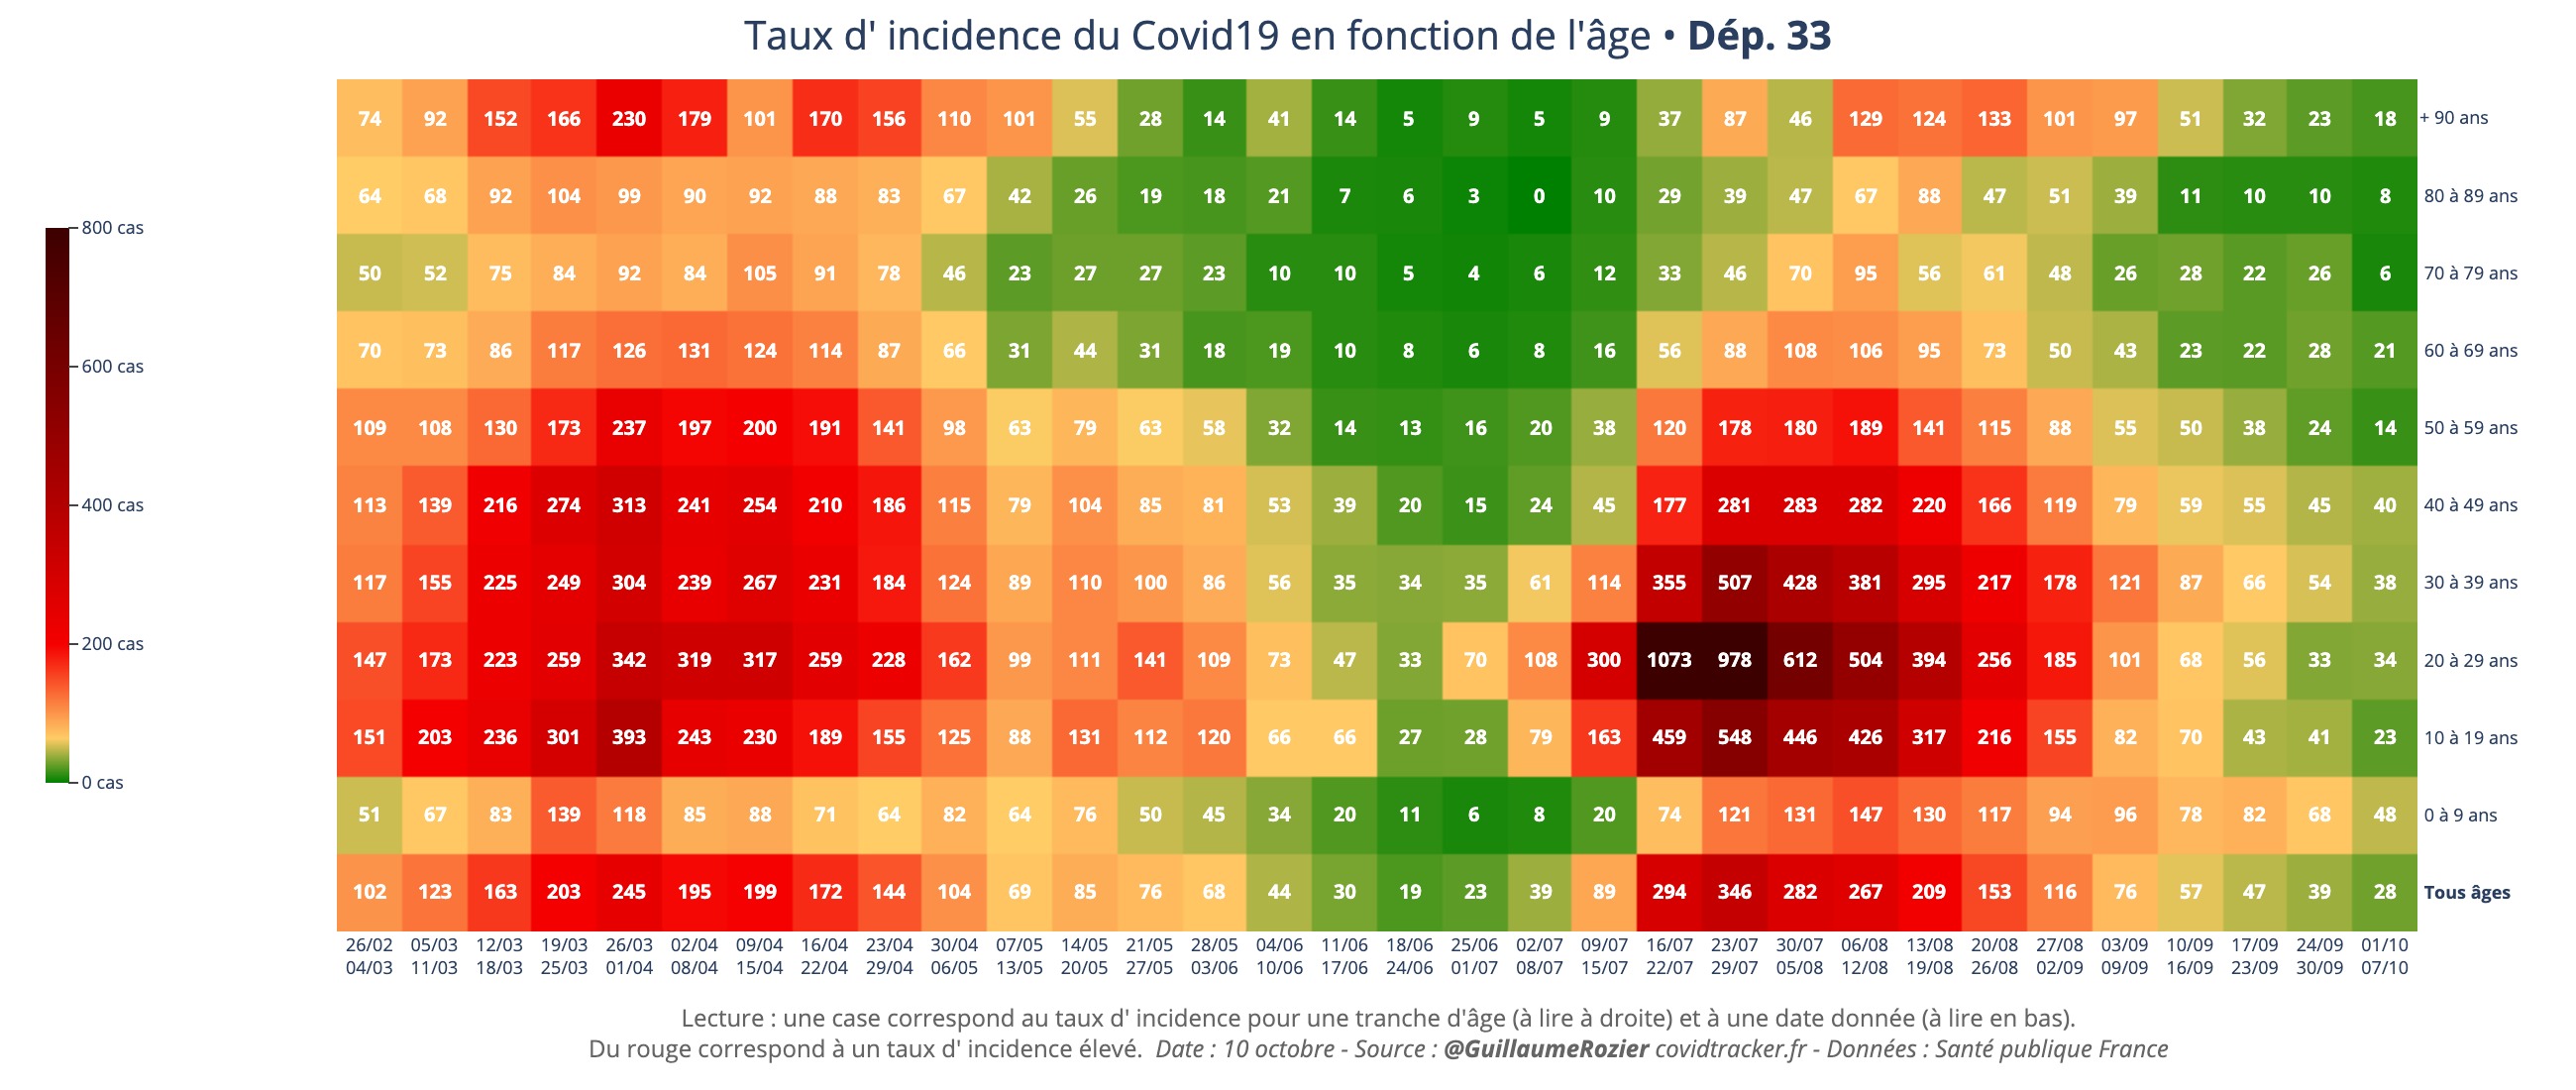 Taux d' incidence du Covid19 en fonction de l'âge • Dép. 33
800 cas
600 cas
400 cas
200 cas
0 cas
74 92 152 166 230 179 101 170 156 110 101 55 28 14 41 14 5 9 5 9 37 87 46 129 124 133 101 97 51 32 23 18 + 90 ans
64 68 92 104 99 90 92 88 83 67 42 26 19 18 21 7 6 3 0 10 29 39 47 67 88 47 51 39 11 10 10 8 80 à 89 ans
50 52 75 84 92 84 105 91 78 46 23 27 27 23 10 10 5 4 6 12 33 46 70 95 56 61 48 26 28 22 26 6 70 à 79 ans
70 73 86 117 126 131 124 114 87 66 31 44 31 18 19 10 8 6 8 16 56 88 108 106 95 73 50 43 23 22 28 21 60 à 69 ans
109 108 130 173 237 197 200 191 141 98 63 79 63 58 32 14 13 16 20 38 120 178 180 189 141 115 88 55 50 38 24 14 50 à 59 ans
113 139 216 274 313 241 254 210 186 115 79 104 85 81 53 39 20 15 24 45 177 281 283 282 220 166 119 79 59 55 45 40 40 à 49 ans
117 155 225 249 304 239 267 231 184 124 89 110 100 86 56 35 34 35 61 114 355 507 428 381 295 217 178 121 87 66 54 38 30 à 39 ans
147 173 223 259 342 319 317 259 228 162 99 111 141 109 73 47 33 70 108 300 1073 978 612 504 394 256 185 101 68 56 33 34 20 à 29 ans
151 203 236 301 393 243 230 189 155 125 88 131 112 120 66 66 27 28 79 163 459 548 446 426 317 216 155 82 70 43 41 23 10 à 19 ans
51 67 83 139 118 85 88 71 64 82 64 76 50 45 34 20 11 6 8 20 74 121 131 147 130 117 94 96 78 82 68 48 0 à 9 ans
102 123 163 203 245 195 199 172 144 104 69 85 76 68 44 30 19 23 39 89 294 346 282 267 209 153 116 76 57 47 39 28 Tous âges
26/02 05/03 12/03 19/03 26/03 02/04 09/04 16/04 23/04 30/04 07/05 14/05 21/05 28/05 04/06 11/06 18/06 25/06 02/07 09/07 16/07 23/07 30/07 06/08 13/08 20/08 27/08 03/09 10/09 17/09 24/09 01/10
04/03 11/03 18/03 25/03 01/04 08/04 15/04 22/04 29/04 06/05 13/05 20/05 27/05 03/06 10/06 17/06 24/06 01/07 08/07 15/07 22/07 29/07 05/08 12/08 19/08 26/08 02/09 09/09 16/09 23/09 30/09 07/10
Lecture : une case correspond au taux d' incidence pour une tranche d'âge (à lire à droite) et à une date donnée (à lire en bas).
Du rouge correspond à un taux d' incidence élevé. Date : 10 octobre - Source : @GuillaumeRozier covidtracker.fr - Données : Santé publique France